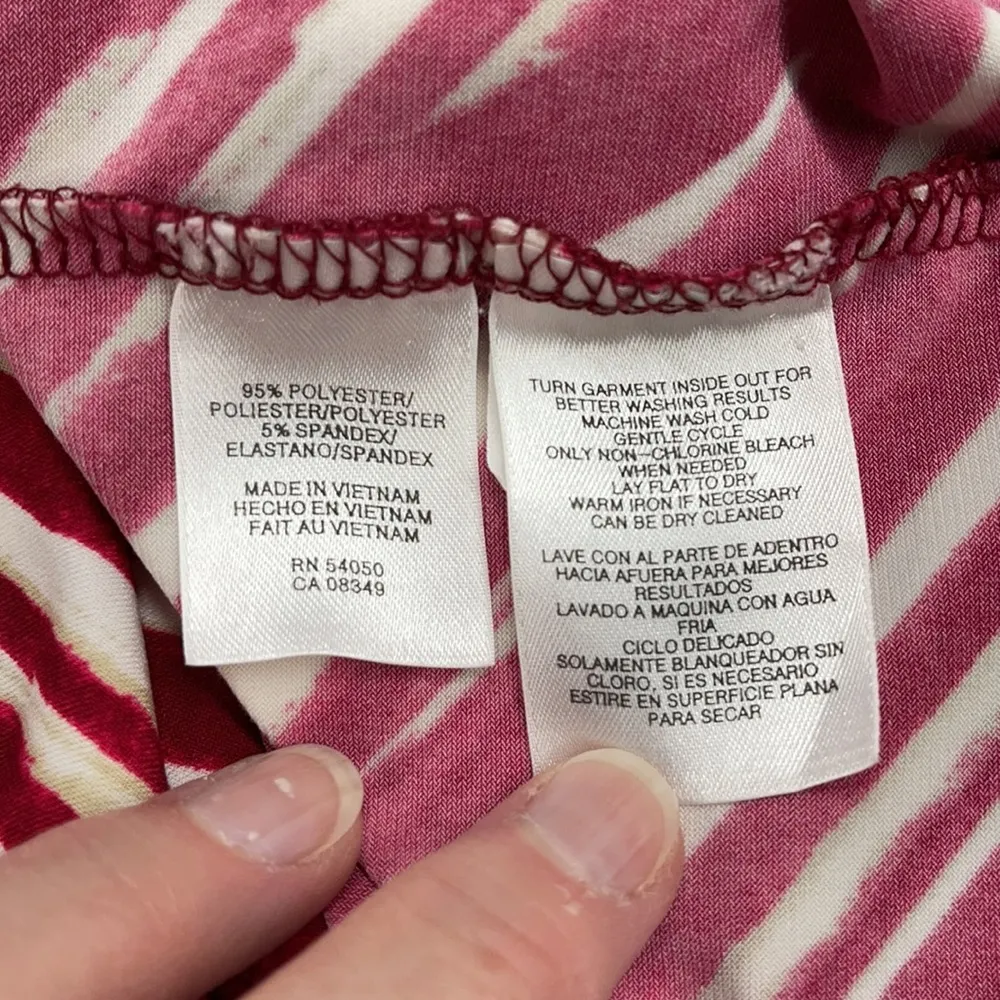 95% POLYESTER/
POLIESTER/POLYESTER
5% SPANDEX/
ELASTANO/SPANDEX
MADE IN VIETNAM
HECHO EN VIETNAM
FAIT AU VIETNAM
RN 54050
CA 08349
TURN GARMENT INSIDE OUT FOR
BETTER WASHING RESULTS
MACHINE WASH COLD
GENTLE CYCLE
ONLY NON-CHLORINE BLEACH
WHEN NEEDED
LAY FLAT TO DRY
WARM IRON IF NECESSARY
CAN BE DRY CLEANED
LAVE CON AL PARTE DE ADENTRO
HACIA AFUERA PARA MEJORES
RESULTADOS
LAVADO A MAQUINA CON AGUA
FRIA
CICLO DELICADO
SOLAMENTE BLANQUEADOR SIN
CLORO, SI ES NECESARIO
ESTIRE EN SUPERFICIE PLANA
PARA SECAR